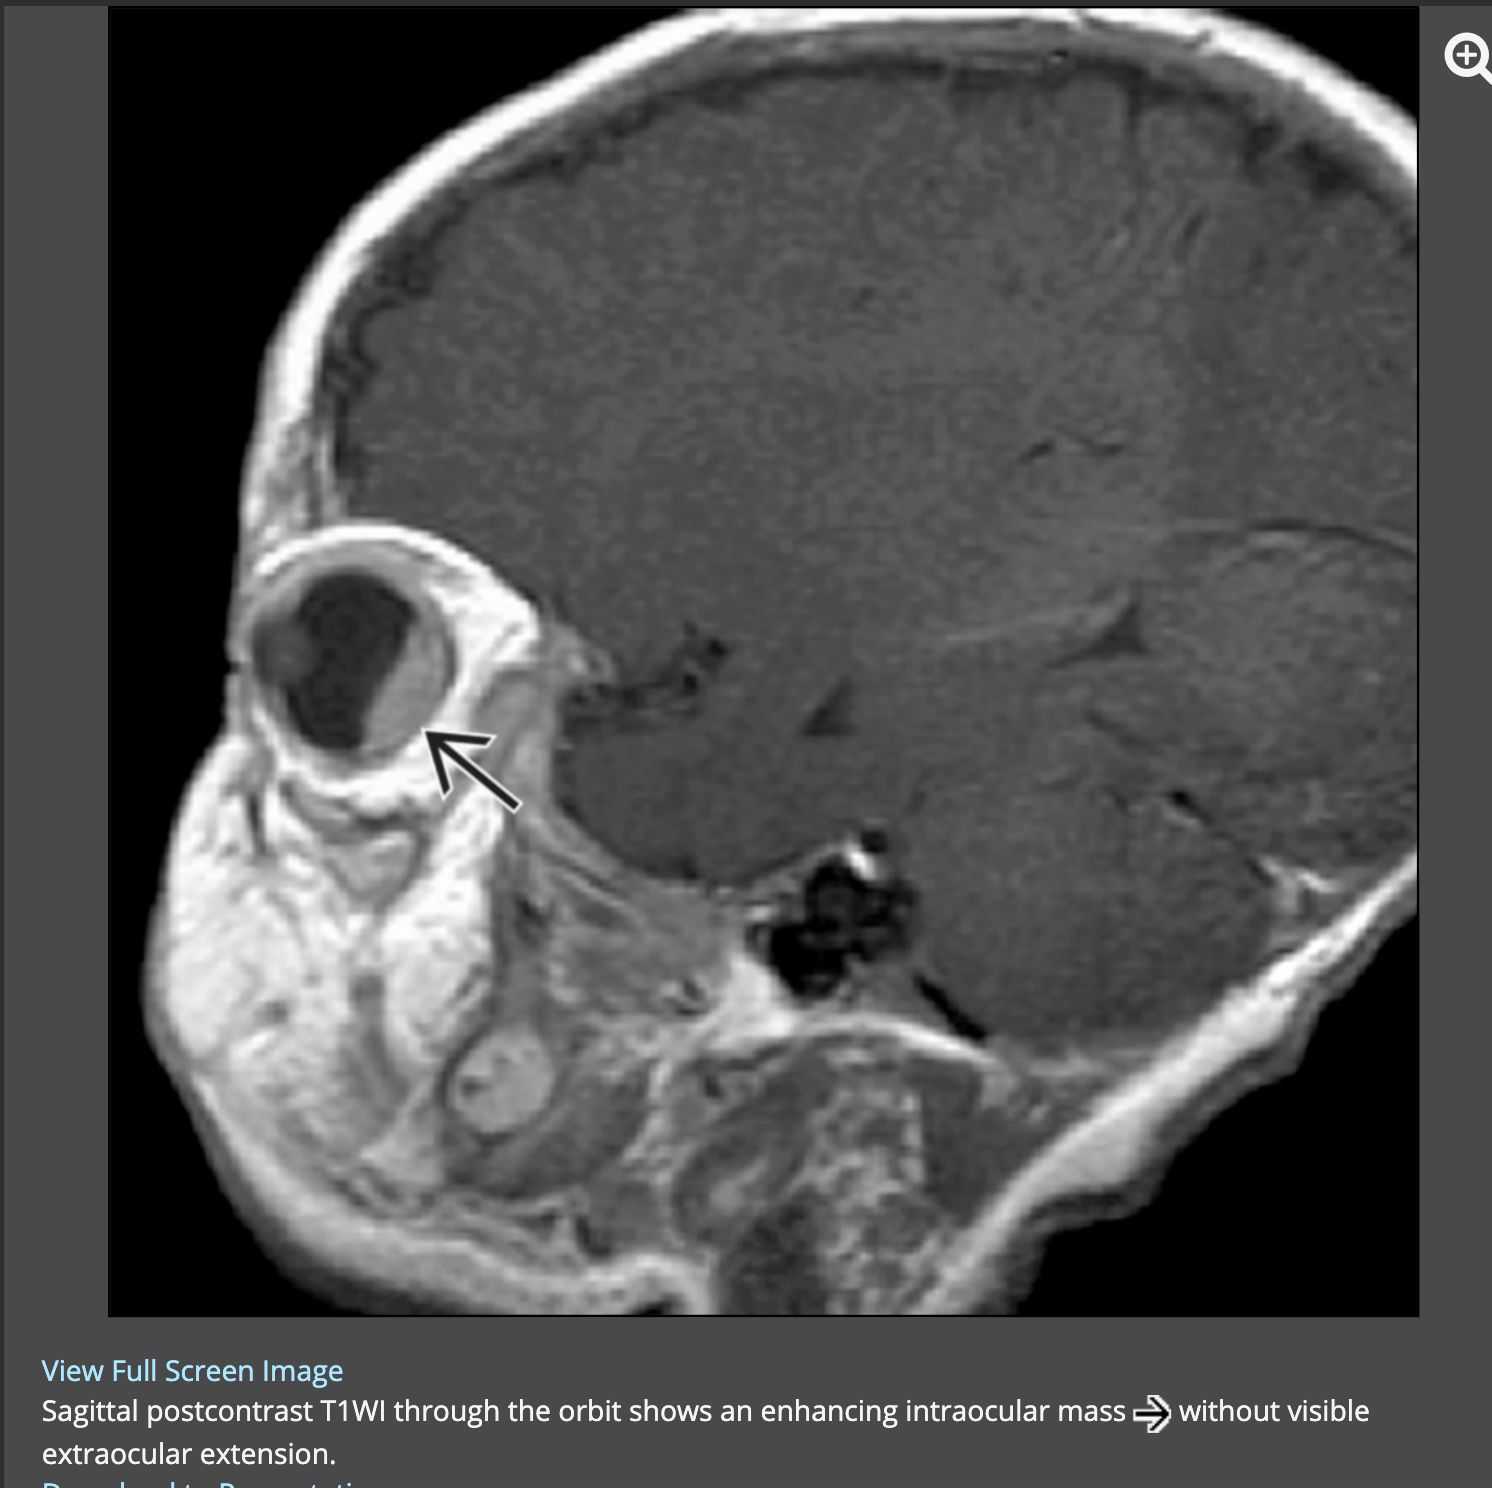 View Full Screen Image
Sagittal postcontrast T1WI through the orbit shows an enhancing intraocular mass without visible
extraocular extension.